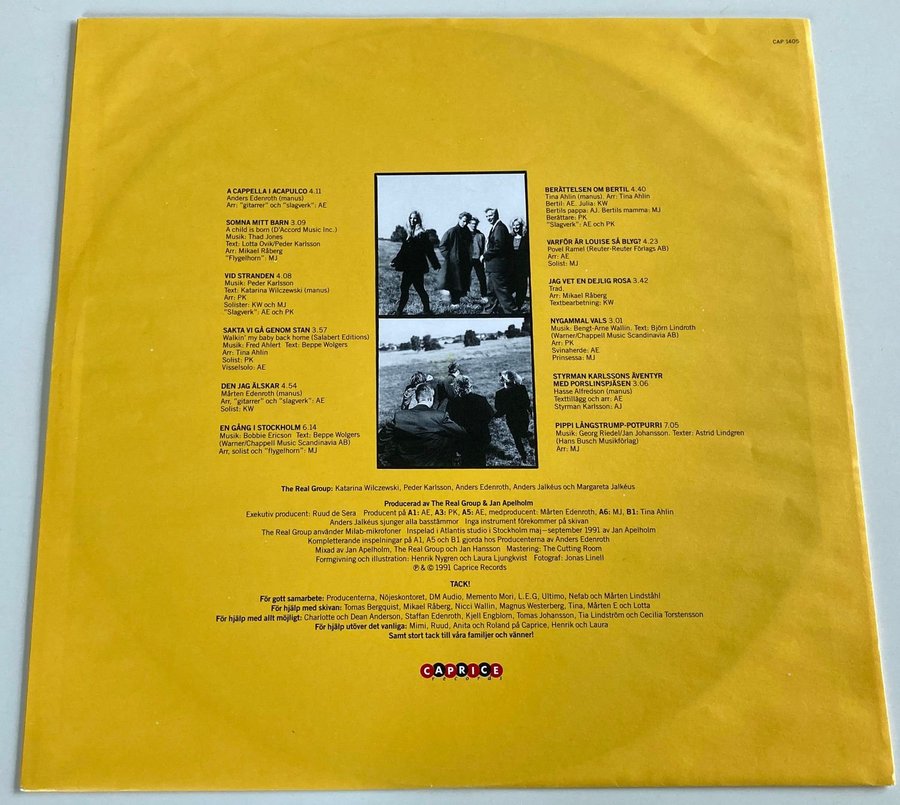 CAP 1405
A CAPPELLA I ACAPULCO 4.11
Anders Edenroth (manus)
Arr: "gitarrer" och "slagverk": AE
SOMNA MITT BARN 3.09
A child is born (D'Accord Music Inc.)
Musik: Thad Jones
Text: Lotta Ovik/Peder Karlsson
Arr: Mikael Råberg
"Flygelhorn": MJ
VID STRANDEN 4.08
Musik: Peder Karlsson
Text: Katarina Wilczewski (manus)
Arr: PK
Solister: KW och MJ
"Slagverk": AE och PK
SAKTA VI GÅ GENOM STAN 3.57
Walkin' my baby back home (Salabert Editions)
Musik: Fred Ahlert Text: Beppe Wolgers
Arr: Tina Ahlin
Solist: PK
Visselsolo: AE
DEN JAG ÄLSKAR 4.54
Mårten Edenroth (manus)
Arr, "gitarrer" och "slagverk": AE
Solist: KW
EN GÅNG I STOCKHOLM 6.14
Musik: Bobbie Ericson Text: Beppe Wolgers
(Warner/Chappell Music Scandinavia AB)
Arr, solist och "flygelhorn": MJ
BERÄTTELSEN OM BERTIL 4.40
Tina Ahlin (manus). Arr: Tina Ahlin
Bertil: AE, Julia: KW
Bertils pappa: AJ. Bertils mamma: MJ
Berättare: PK
"Slagverk": AE och PK
VARFÖR ÄR LOUISE SÅ BLYG? 4.23
Povel Ramel (Reuter-Reuter Förlags AB)
Arr: AE
Solist: MJ
JAG VET EN DEJLIG ROSA 3.42
Trad.
Arr: Mikael Råberg
Textbearbetning: KW
NYGAMMAL VALS 3.01
Musik: Bengt-Arne Wallin. Text: Björn Lindroth
(Warner/Chappell Music Scandinavia AB)
Arr: PK
Svinaherde: AE
Prinsessa: MJ
STYRMAN KARLSSONS ÄVENTYR
MED PORSLINSPJÄSEN 3.06
Hasse Alfredson (manus)
Texttillägg och arr: AE
Styrman Karlsson: AJ
PIPPI LÅNGSTRUMP-POTPURRI 7.05
Musik: Georg Riedel/Jan Johansson. Texter: Astrid Lindgren
(Hans Busch Musikförlag)
Arr: MJ
The Real Group: Katarina Wilczewski, Peder Karlsson, Anders Edenroth, Anders Jalkéus och Margareta Jalkéus
Producerad av The Real Group & Jan Apelholm
Exekutiv producer: Ruud de Sera Producent på A1: AE, A3: PK, A5: AE, medproducent: Mårten Edenroth, A6: MJ, B1: Tina Ahlin
Anders Jalkéus sjunger alla basstämmor Inga instrument förekommer på skivan
The Real Group använder Milab-mikrofoner Inspelad i Atlantis studio i Stockholm maj–september 1991 av Jan Apelholm
Kompletterande inspelningar på A1, A5 och B1 gjorda hos Producenterna av Anders Edenroth
Mixad av Jan Apelholm, The Real Group och Jan Hansson Mastering: The Cutting Room
Formgivning och illustration: Henrik Nygren och Laura Ljungkvist Fotograf: Jonas Linell
℗ & © 1991 Caprice Records
TACK!
För gott samarbete: Producenterna, Nöjeskontoret, DM Audio, Memento Mori, L.E.G, Ultimo, Nefab och Mårten Lindståhl
För hjälp med skivan: Tomas Bergquist, Mikael Råberg, Nicci Wallin, Magnus Westerberg, Tina, Mårten E och Lotta
För hjälp med allt möjligt: Charlotte och Dean Anderson, Staffan Edenroth, Kjell Engblom, Tomas Johansson, Tia Lindström och Cecilia Torstensson
För hjälp utöver det vanliga: Mimi, Ruud, Anita och Roland på Caprice, Henrik och Laura
Samt stort tack till våra familjer och vänner!
CAPRICE
records